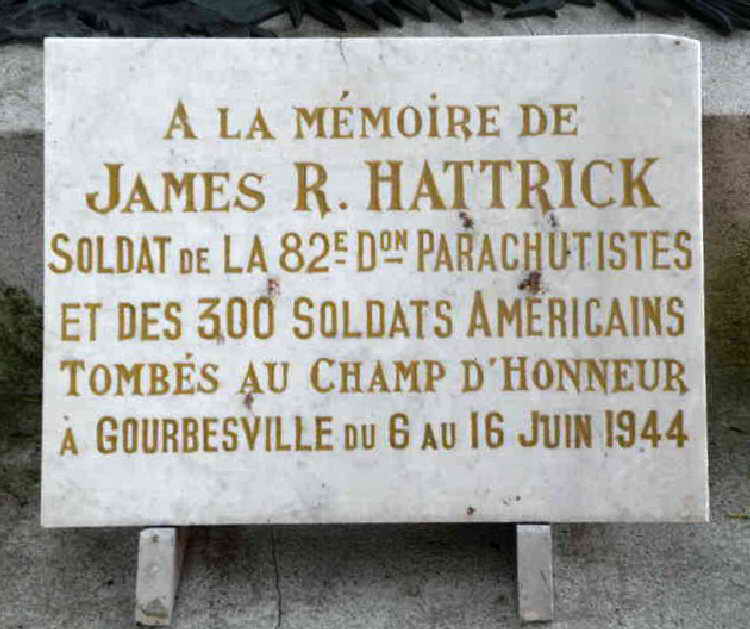 A LA MÉMOIRE DE
JAMES R. HATTRICK
SOLDAT DE LA 82E DON PARACHUTISTES
ET DES 300 SOLDATS AMÉRICAINS
TOMBÉS AU CHAMP D'HONNEUR
À GOURBESVILLE DU 6 AU 16 JUIN 1944